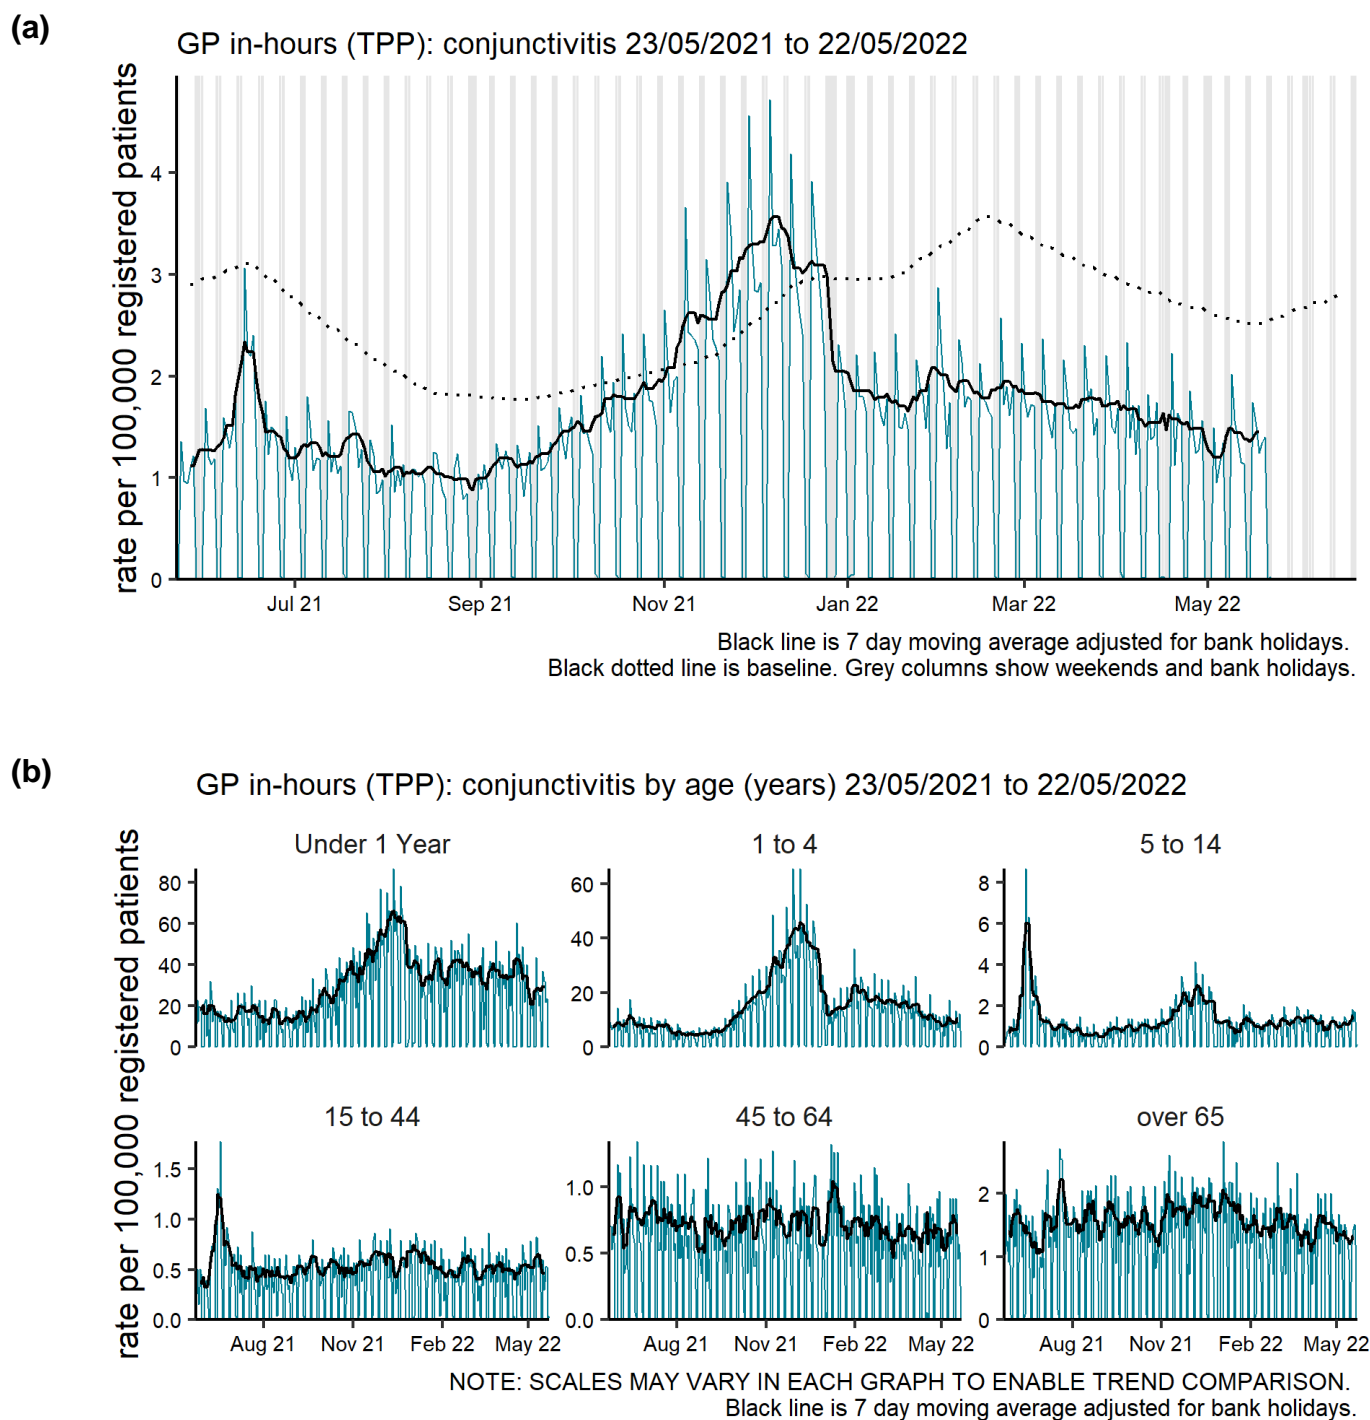 (a)
GP in-hours (TPP): conjunctivitis 23/05/2021 to 22/05/2022
rate per 100,000 registered patients
4
3
2
1
0
Jul 21 Sep 21 Nov 21 Jan 22 Mar 22 May 22
Black line is 7 day moving average adjusted for bank holidays.
Black dotted line is baseline. Grey columns show weekends and bank holidays.
(b)
GP in-hours (TPP): conjunctivitis by age (years) 23/05/2021 to 22/05/2022
rate per 100,000 registered patients
Under 1 Year
80
60
40
20
0
1 to 4
60
40
20
0
5 to 14
8
6
4
2
0
15 to 44
1.5
1.0
0.5
0.0
Aug 21 Nov 21 Feb 22 May 22
45 to 64
1.0
0.5
0.0
Aug 21 Nov 21 Feb 22 May 22
over 65
2
1
0
Aug 21 Nov 21 Feb 22 May 22
NOTE: SCALES MAY VARY IN EACH GRAPH TO ENABLE TREND COMPARISON.
Black line is 7 day moving average adjusted for bank holidays.